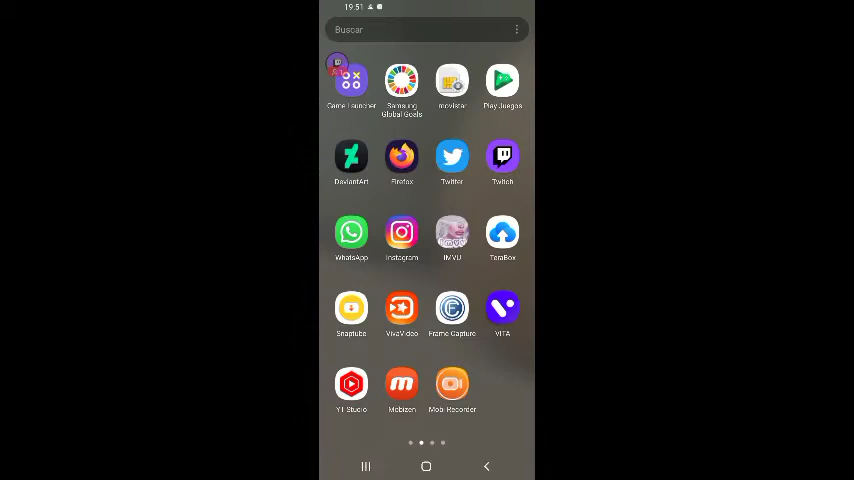 19:51
Buscar
Game Launcher
Samsung Global Goals
movistar
Play Juegos
DeviantArt
Firefox
Twitter
Twitch
WhatsApp
Instagram
IMVU
TeraBox
Snaptube
VivaVideo
Frame Capture
VITA
YT Studio
Mobizen
Mobi Recorder